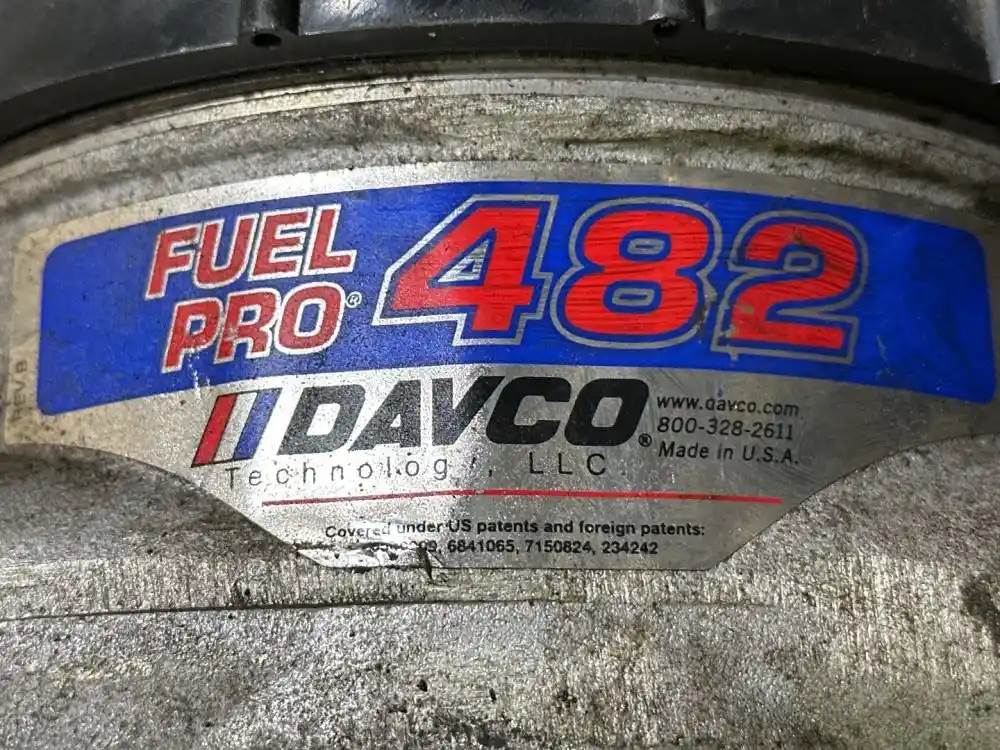 FUEL
PRO® 482
DAVCO®
Technology, LLC
www.davco.com
800-328-2611
Made in U.S.A.
Covered under US patents and foreign patents:
6841065, 7150824, 234242
REV.B